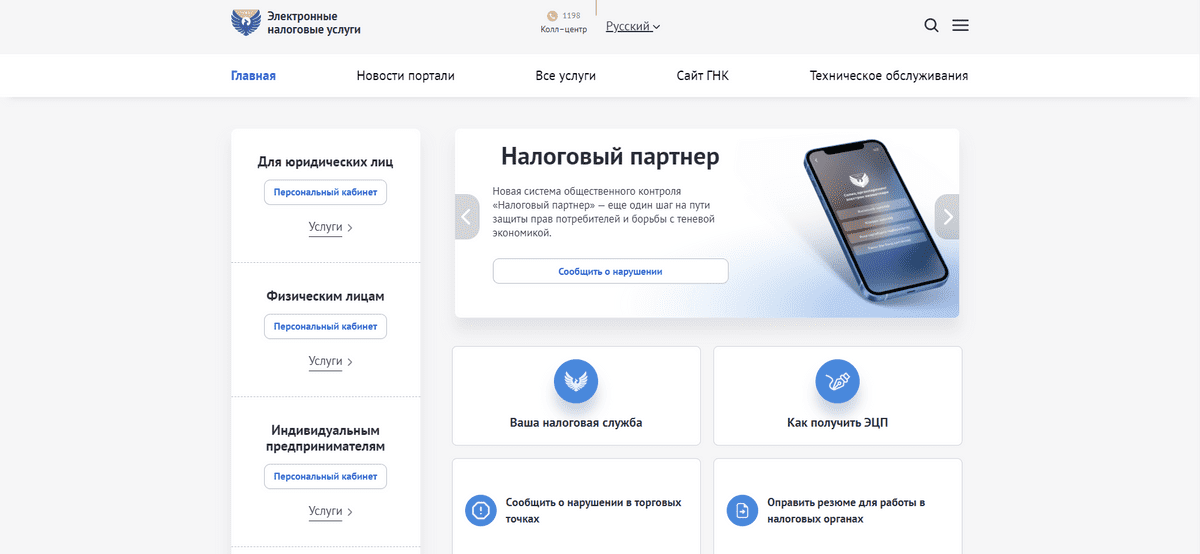 Электронные
налоговые услуги
1198
Колл-центр
Русский
Главная
Новости портали
Все услуги
Сайт ГНК
Техническое обслуживания
Для юридических лиц
Персональный кабинет
Услуги
Физическим лицам
Персональный кабинет
Услуги
Индивидуальным
предпринимателям
Персональный кабинет
Услуги
Налоговый партнер
Новая система общественного контроля
«Налоговый партнер» — еще один шаг на пути
защиты прав потребителей и борьбы с теневой
экономикой.
Сообщить о нарушении
Ваша налоговая служба
Как получить ЭЦП
Сообщить о нарушении в торговых
точках
Оправить резюме для работы в
налоговых органах